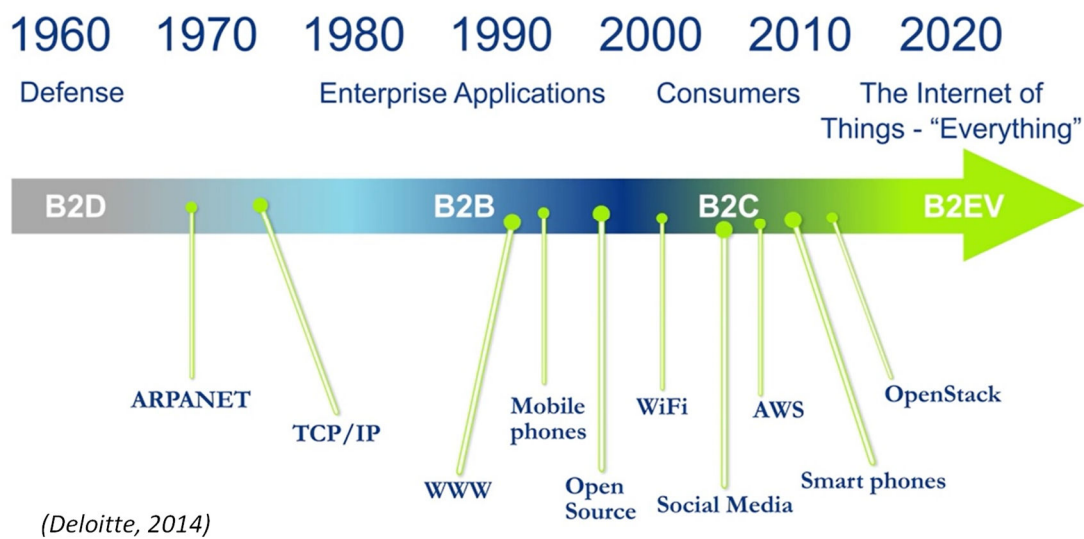 1960 1970 1980 1990 2000 2010 2020
Defense Enterprise Applications Consumers The Internet of
Things - “Everything”
B2D B2B B2C B2EV
ARPANET
TCP/IP
WWW
Mobile
phones
Open
Source
WiFi
Social Media
AWS
Smart phones
OpenStack
(Deloitte, 2014)